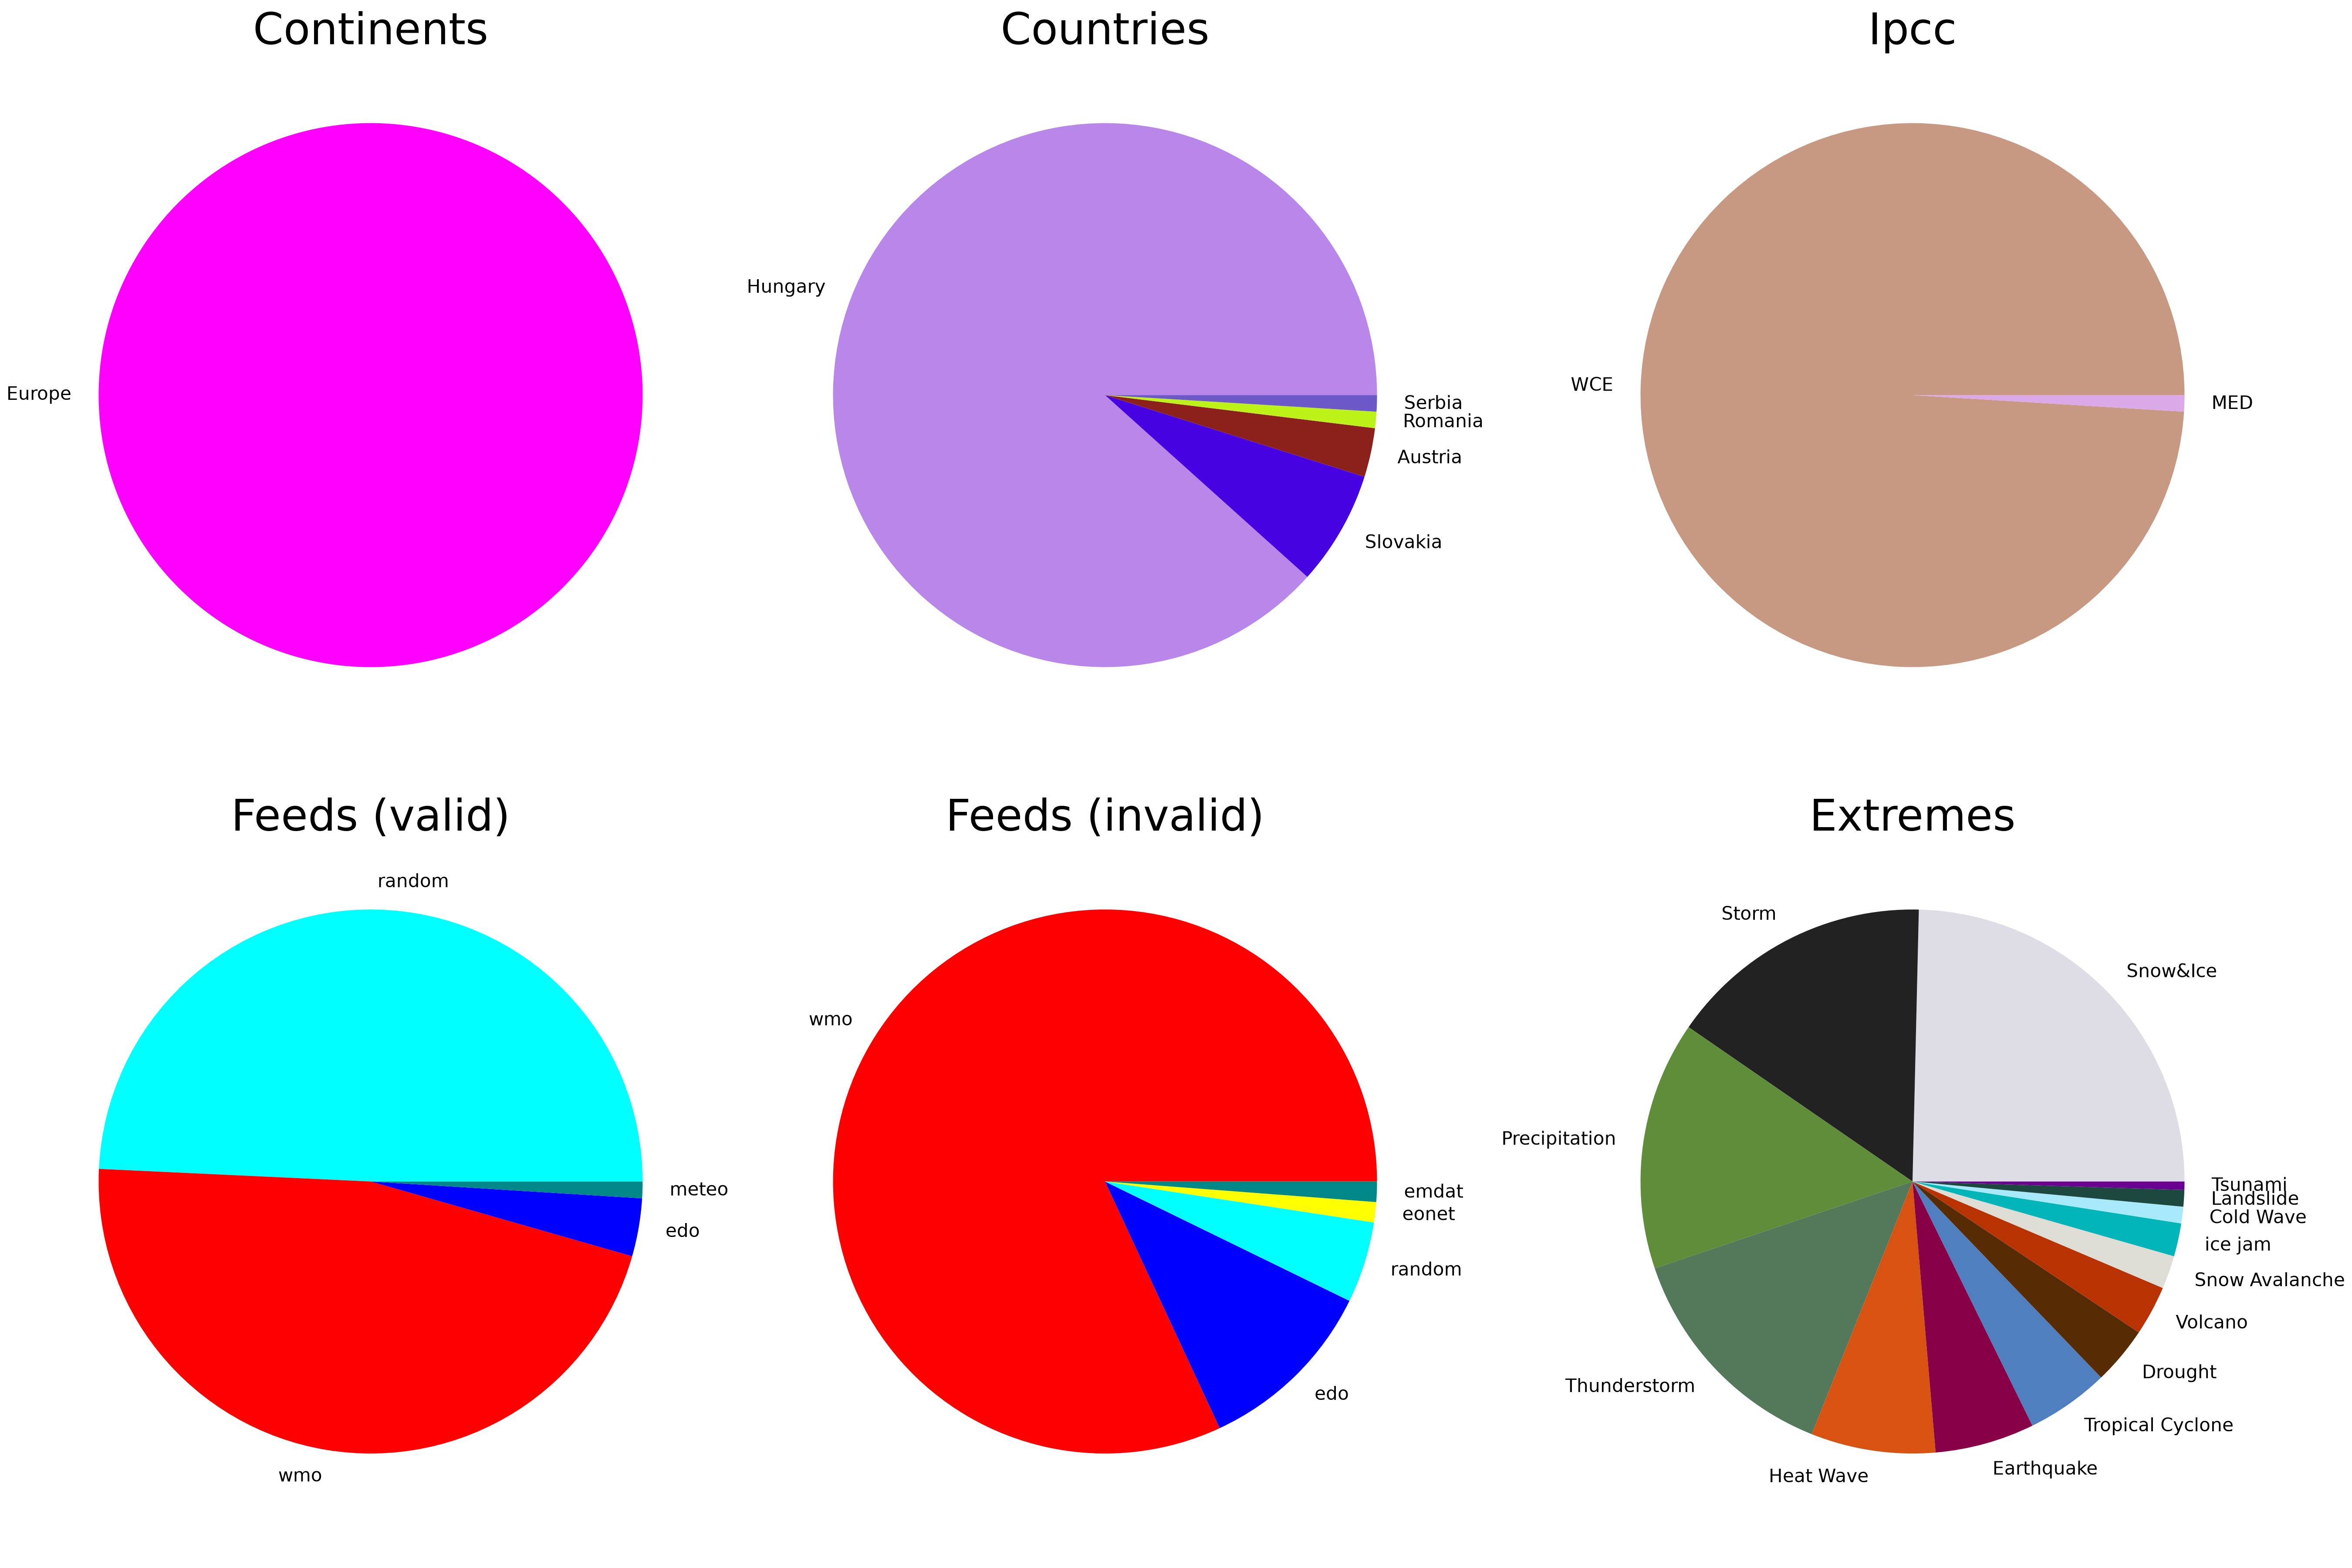 Continents
Europe
Countries
Hungary
Serbia
Romania
Austria
Slovakia
Ipcc
WCE
MED
Feeds (valid)
random
meteo
edo
wmo
Feeds (invalid)
wmo
emdat
eonet
random
edo
Extremes
Storm
Snow&Ice
Precipitation
Tsunami
Landslide
Cold Wave
ice jam
Snow Avalanche
Volcano
Drought
Thunderstorm
Tropical Cyclone
Earthquake
Heat Wave